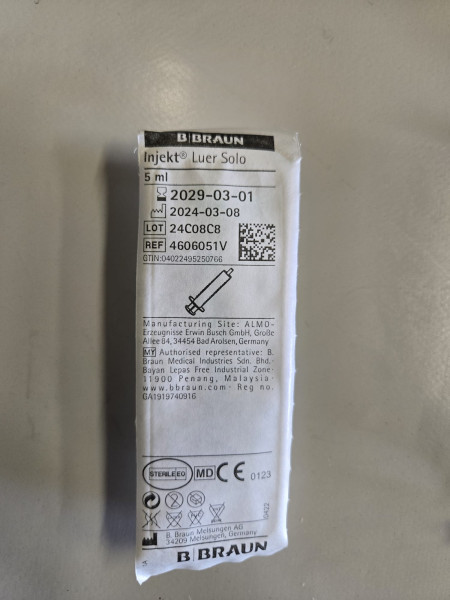 B|BRAUN
Injekt® Luer Solo
5 ml
2029-03-01
2024-03-08
LOT 24C08C8
REF 4606051V
GTIN:04022495250766
Manufacturing Site: ALMO-
Erzeugnisse Erwin Busch GmbH, Große
Allee 84, 34454 Bad Arolsen, Germany
MY Authorised representative: B.
Braun Medical Industries Sdn. Bhd.-
Bayan Lepas Free Industrial Zone-
11900 Penang, Malaysia-
www.bbraun.com- Reg no.
GA1919740916
STERILE EO MD CE 0123
B. Braun Melsungen AG
34209 Melsungen, Germany
B|BRAUN